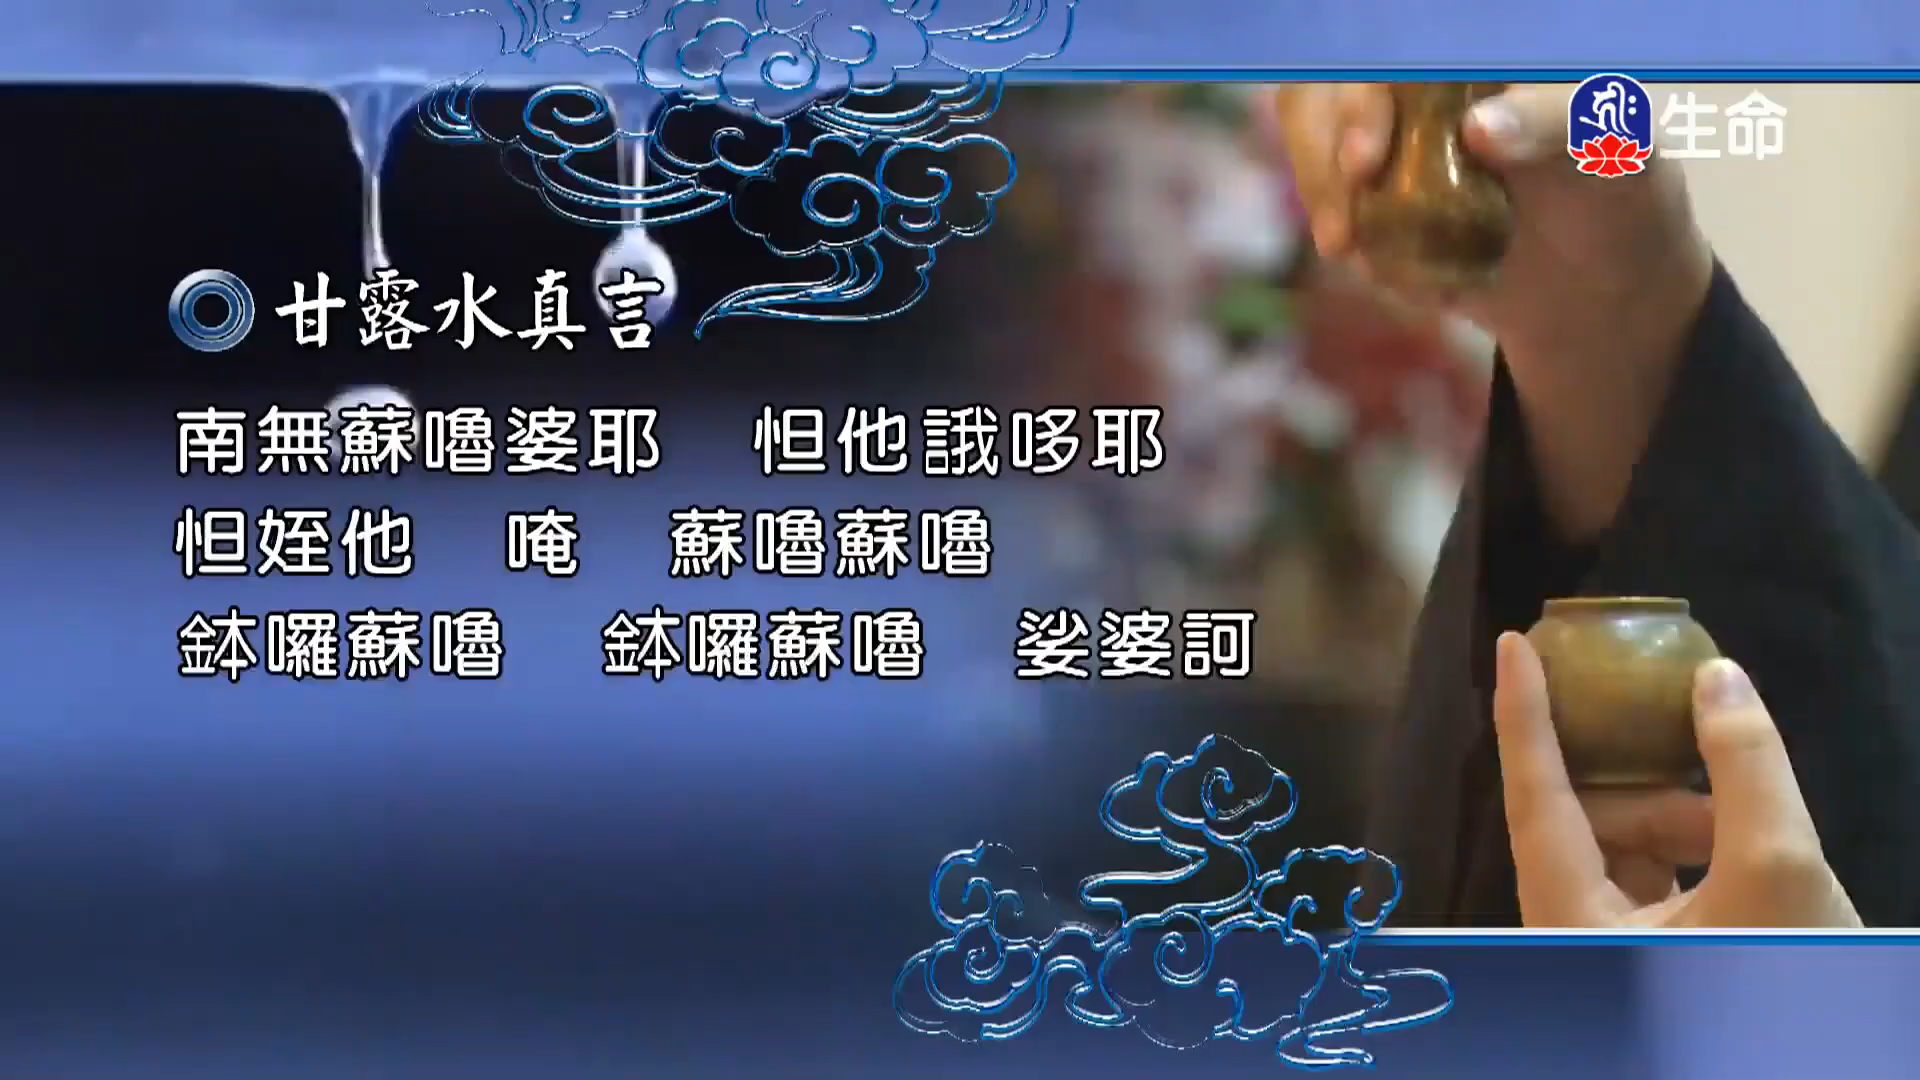 生命
甘露水真言
南無蘇嚕婆耶 怛他誐哆耶
怛姪他 唵 蘇嚕蘇嚕
鉢囉蘇嚕 鉢囉蘇嚕 娑婆訶